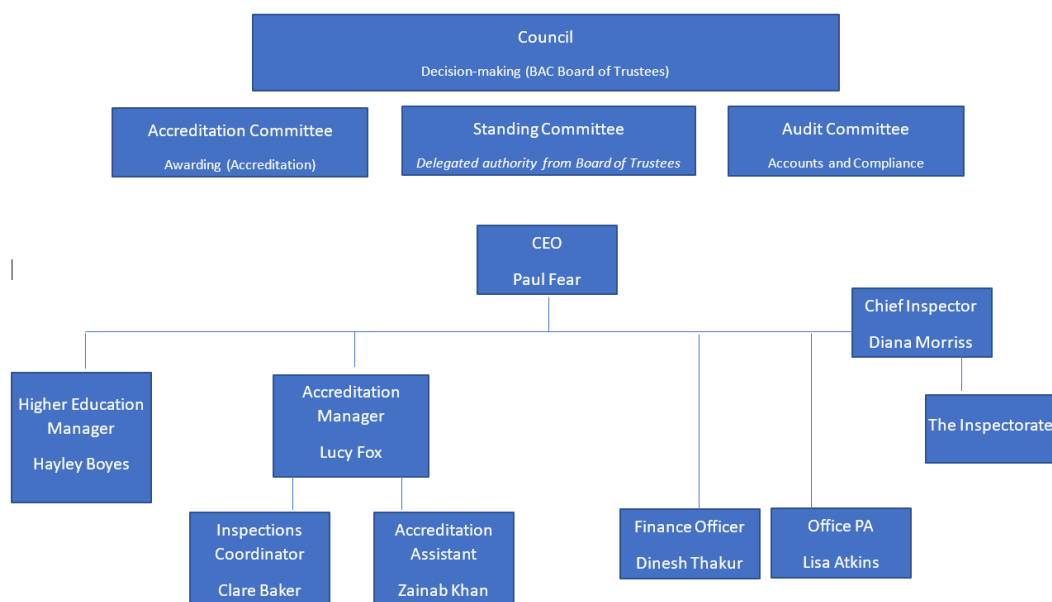 Council
Decision-making (BAC Board of Trustees)
Accreditation Committee
Awarding (Accreditation)
Standing Committee
Delegated authority from Board of Trustees
Audit Committee
Accounts and Compliance
CEO
Paul Fear
Chief Inspector
Diana Morriss
Higher Education
Manager
Hayley Boyes
Accreditation
Manager
Lucy Fox
The Inspectorate
Inspections
Coordinator
Clare Baker
Accreditation
Assistant
Zainab Khan
Finance Officer
Dinesh Thakur
Office PA
Lisa Atkins